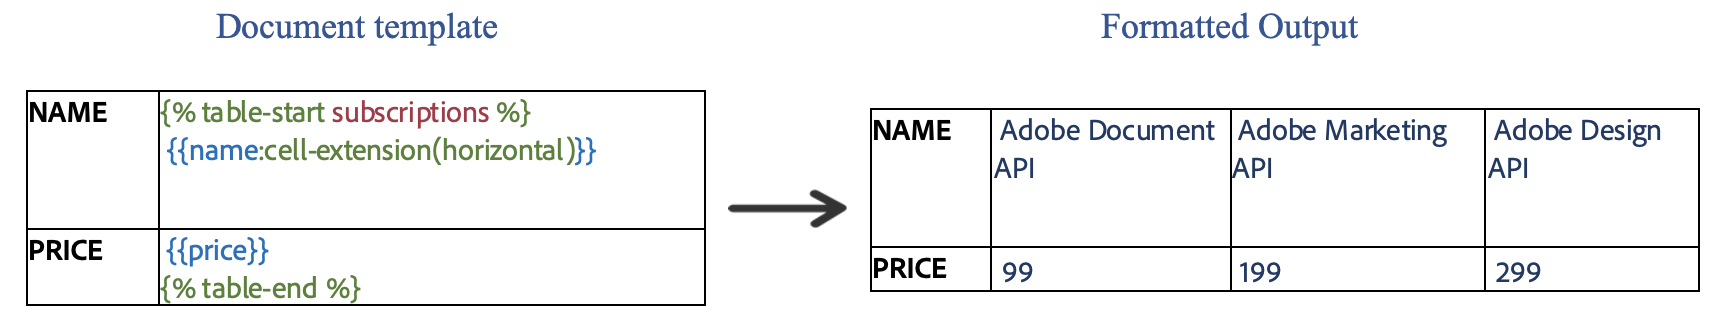 Document template
NAME
{% table-start subscriptions %}
{{name:cell-extension(horizontal)}}
PRICE
{{price}}
{% table-end %}
Formatted Output
NAME
Adobe Document
API
Adobe Marketing
API
Adobe Design
API
PRICE
99
199
299